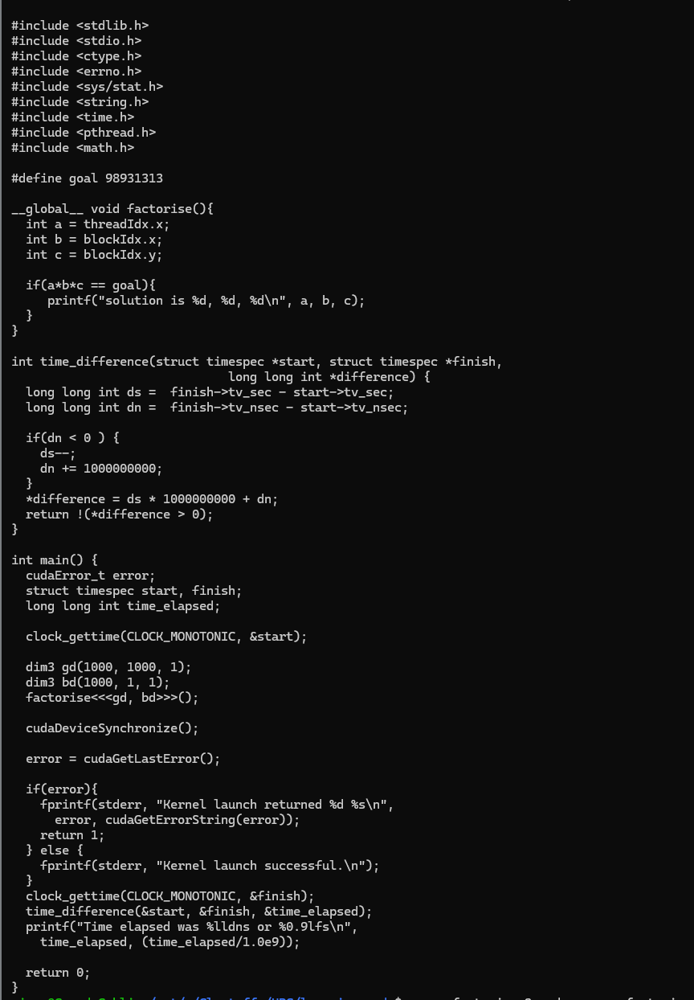 #include <stdlib.h>
#include <stdio.h>
#include <ctype.h>
#include <errno.h>
#include <sys/stat.h>
#include <string.h>
#include <time.h>
#include <pthread.h>
#include <math.h>

#define goal 98931313

__global__ void factorise(){
  int a = threadIdx.x;
  int b = blockIdx.x;
  int c = blockIdx.y;

  if(a*b*c == goal){
     printf("solution is %d, %d, %d\n", a, b, c);
  }
}

int time_difference(struct timespec *start, struct timespec *finish,
                              long long int *difference) {
  long long int ds =  finish->tv_sec - start->tv_sec;
  long long int dn =  finish->tv_nsec - start->tv_nsec;

  if(dn < 0 ) {
    ds--;
    dn += 1000000000;
  }
  *difference = ds * 1000000000 + dn;
  return !(*difference > 0);
}

int main() {
  cudaError_t error;
  struct timespec start, finish;
  long long int time_elapsed;

  clock_gettime(CLOCK_MONOTONIC, &start);

  dim3 gd(1000, 1000, 1);
  dim3 bd(1000, 1, 1);
  factorise<<<gd, bd>>>();

  cudaDeviceSynchronize();

  error = cudaGetLastError();

  if(error){
    fprintf(stderr, "Kernel launch returned %d %s\n",
      error, cudaGetErrorString(error));
    return 1;
  } else {
    fprintf(stderr, "Kernel launch successful.\n");
  }
  clock_gettime(CLOCK_MONOTONIC, &finish);
  time_difference(&start, &finish, &time_elapsed);
  printf("Time elapsed was %lldns or %0.9lfs\n",
    time_elapsed, (time_elapsed/1.0e9));

  return 0;
}